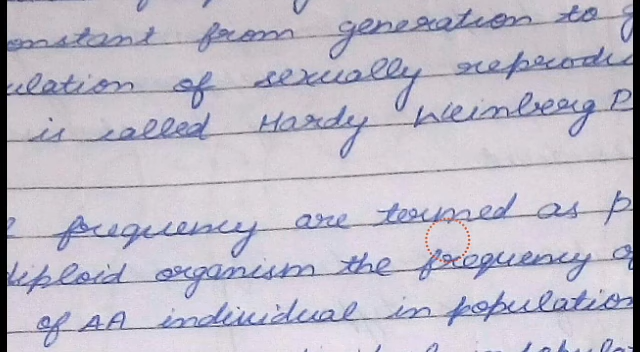 onstant from generation to g
ulation of sexually reprodu
is called Hardy Weinberg P
frequency are termed as p
diploid organism the frequency o
of AA individual in population